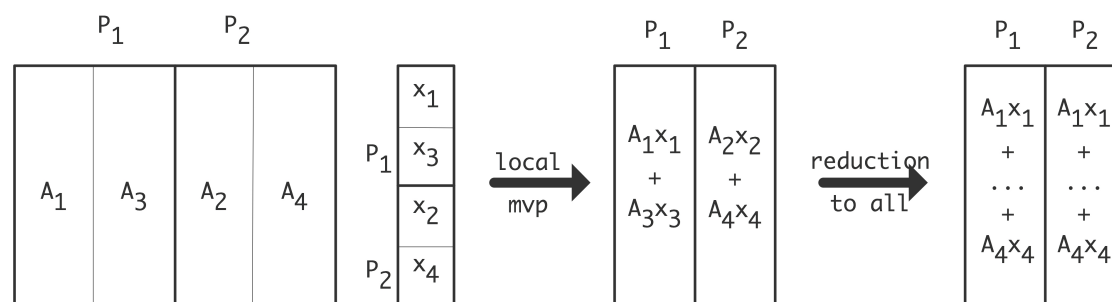 P1 P2
P1 P2
P1 P2
A1 A3 A2 A4
P1
P2
x1
x3
x2
x4
local
mvp
A1x1
+
A3x3
A2x2
+
A4x4
reduction
to all
A1x1
+
...
+
A4x4
A1x1
+
...
+
A4x4